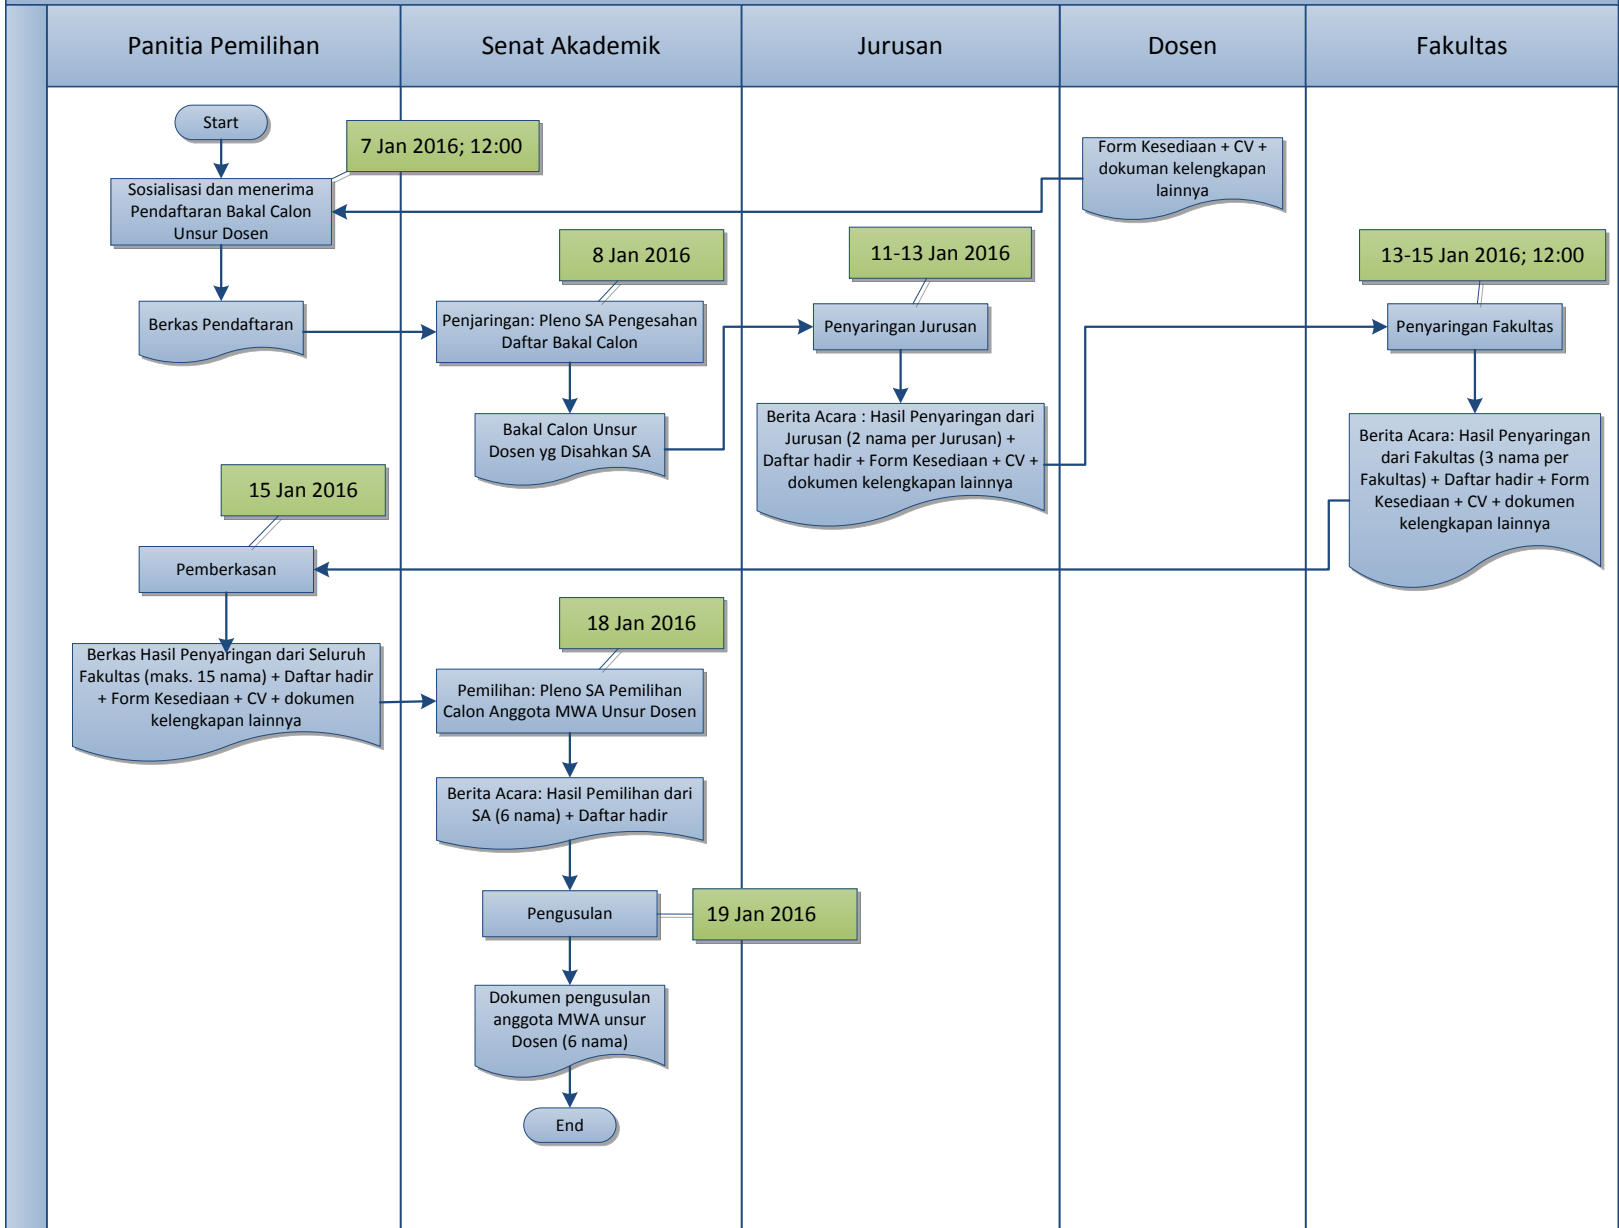 Panitia Pemilihan
Senat Akademik
Jurusan
Dosen
Fakultas
Start
7 Jan 2016; 12:00
Sosialisasi dan menerima
Pendaftaran Bakal Calon
Unsur Dosen
Form Kesediaan + CV +
dokuman kelengkapan
lainnya
Berkas Pendaftaran
8 Jan 2016
Penjaringan: Pleno SA Pengesahan
Daftar Bakal Calon
Bakal Calon Unsur
Dosen yg Disahkan SA
11-13 Jan 2016
Penyaringan Jurusan
Berita Acara : Hasil Penyaringan dari
Jurusan (2 nama per Jurusan) +
Daftar hadir + Form Kesediaan + CV +
dokumen kelengkapan lainnya
13-15 Jan 2016; 12:00
Penyaringan Fakultas
Berita Acara: Hasil Penyaringan
dari Fakultas (3 nama per
Fakultas) + Daftar hadir + Form
Kesediaan + CV + dokumen
kelengkapan lainnya
15 Jan 2016
Pemberkasan
Berkas Hasil Penyaringan dari Seluruh
Fakultas (maks. 15 nama) + Daftar hadir
+ Form Kesediaan + CV + dokumen
kelengkapan lainnya
18 Jan 2016
Pemilihan: Pleno SA Pemilihan
Calon Anggota MWA Unsur Dosen
Berita Acara: Hasil Pemilihan dari
SA (6 nama) + Daftar hadir
Pengusulan
19 Jan 2016
Dokumen pengusulan
anggota MWA unsur
Dosen (6 nama)
End